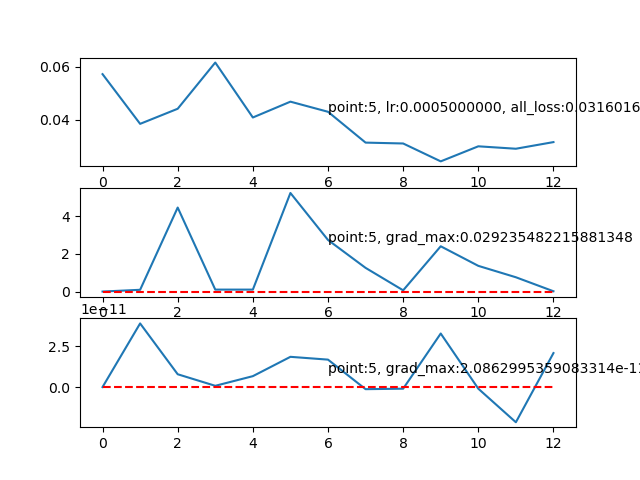 0.06
0.04
point:5, lr:0.0005000000, all_loss:0.0316016
0 2 4 6 8 10 12
4
2
0
point:5, grad_max:0.029235482215881348
0 2 4 6 8 10 12
1e-11
2.5
0.0
point:5, grad_max:2.0862995359083314e-11
0 2 4 6 8 10 12